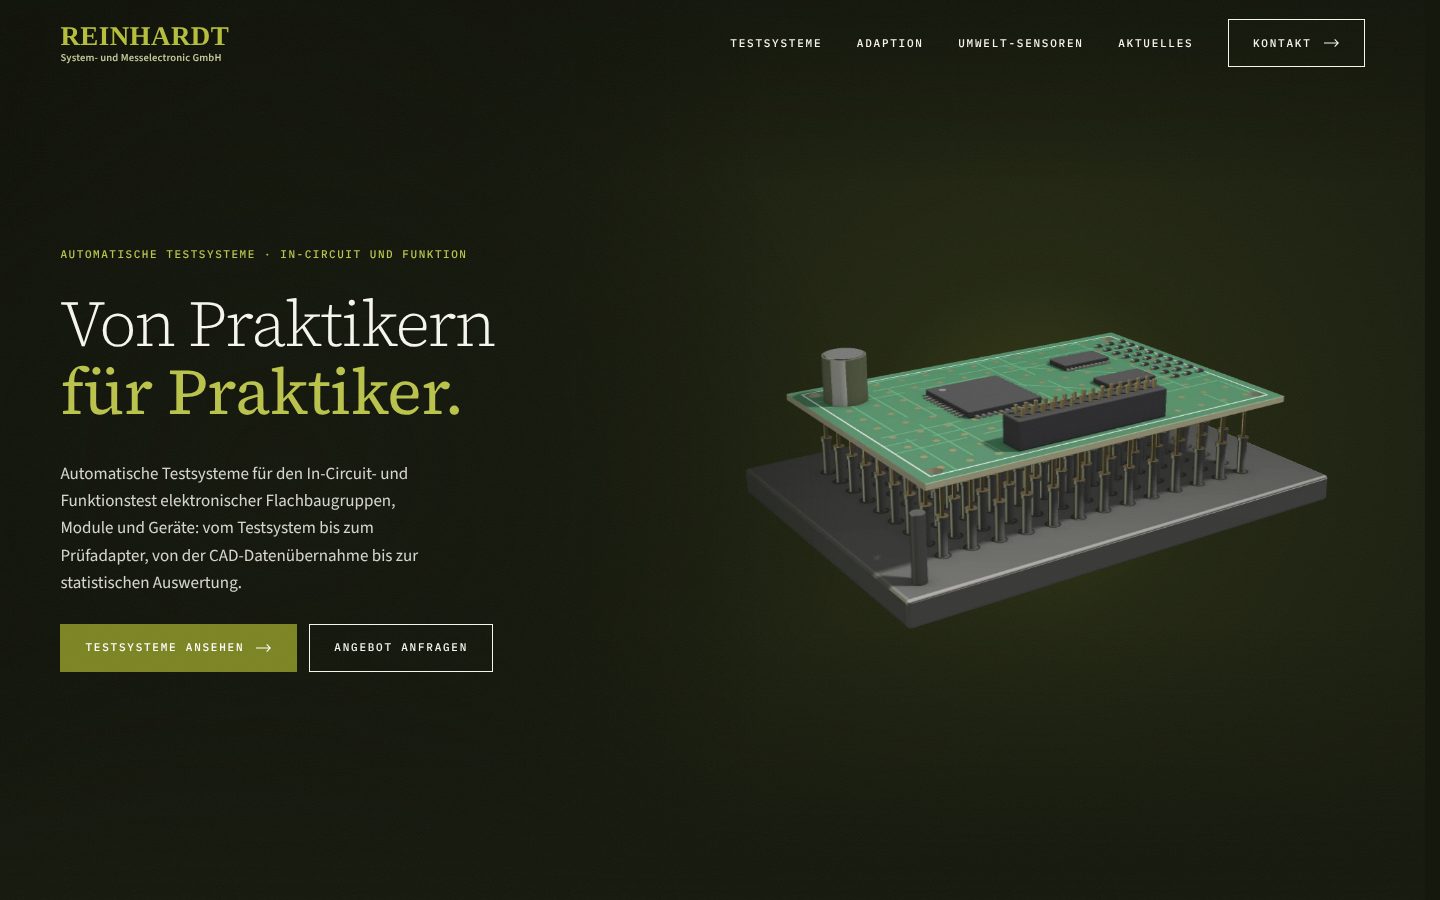 REINHARDT
System- und Messelectronic GmbH
TESTSYSTEME
ADAPTION
UMWELT-SENSOREN
AKTUELLES
KONTAKT →
AUTOMATISCHE TESTSYSTEME · IN-CIRCUIT UND FUNKTION
Von Praktikern
für Praktiker.
Automatische Testsysteme für den In-Circuit- und
Funktionstest elektronischer Flachbaugruppen,
Module und Geräte: vom Testsystem bis zum
Prüfadapter, von der CAD-Datenübernahme bis zur
statistischen Auswertung.
TESTSYSTEME ANSEHEN →
ANGEBOT ANFRAGEN